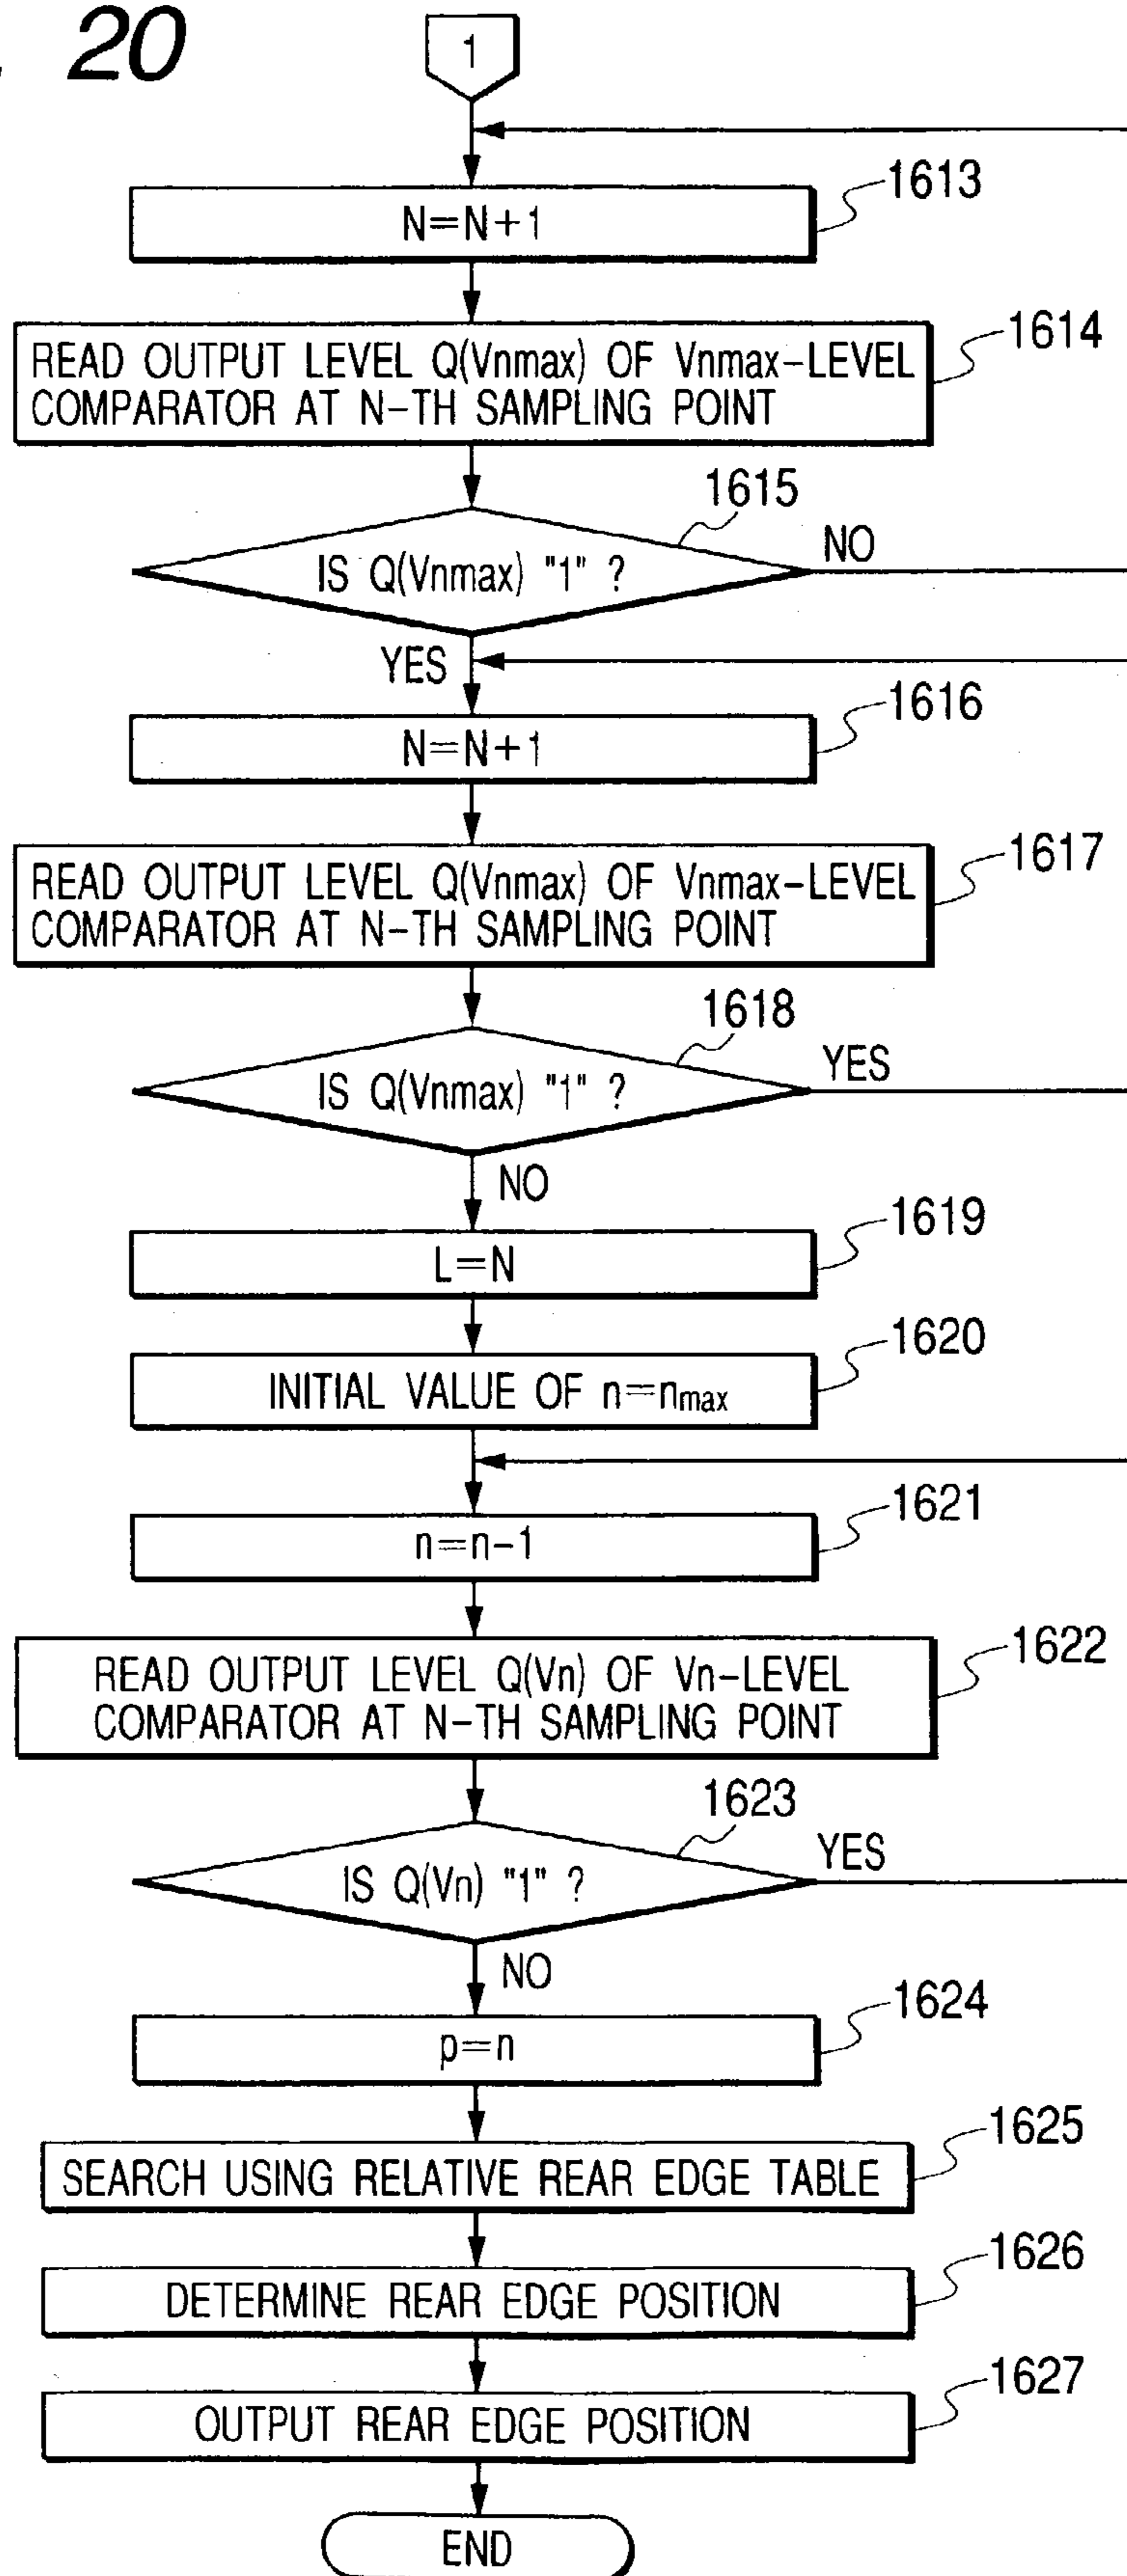 . 20
1
1613
N=N+1
1614
READ OUTPUT LEVEL Q(Vnmax) OF Vnmax-LEVEL
COMPARATOR AT N-TH SAMPLING POINT
1615
IS Q(Vnmax) "1" ?
NO
YES
1616
N=N+1
1617
READ OUTPUT LEVEL Q(Vnmax) OF Vnmax-LEVEL
COMPARATOR AT N-TH SAMPLING POINT
1618
IS Q(Vnmax) "1" ?
YES
NO
1619
L=N
1620
INITIAL VALUE OF n=nmax
1621
n=n-1
1622
READ OUTPUT LEVEL Q(Vn) OF Vn-LEVEL
COMPARATOR AT N-TH SAMPLING POINT
1623
IS Q(Vn) "1" ?
YES
NO
1624
p=n
1625
SEARCH USING RELATIVE REAR EDGE TABLE
1626
DETERMINE REAR EDGE POSITION
1627
OUTPUT REAR EDGE POSITION
END